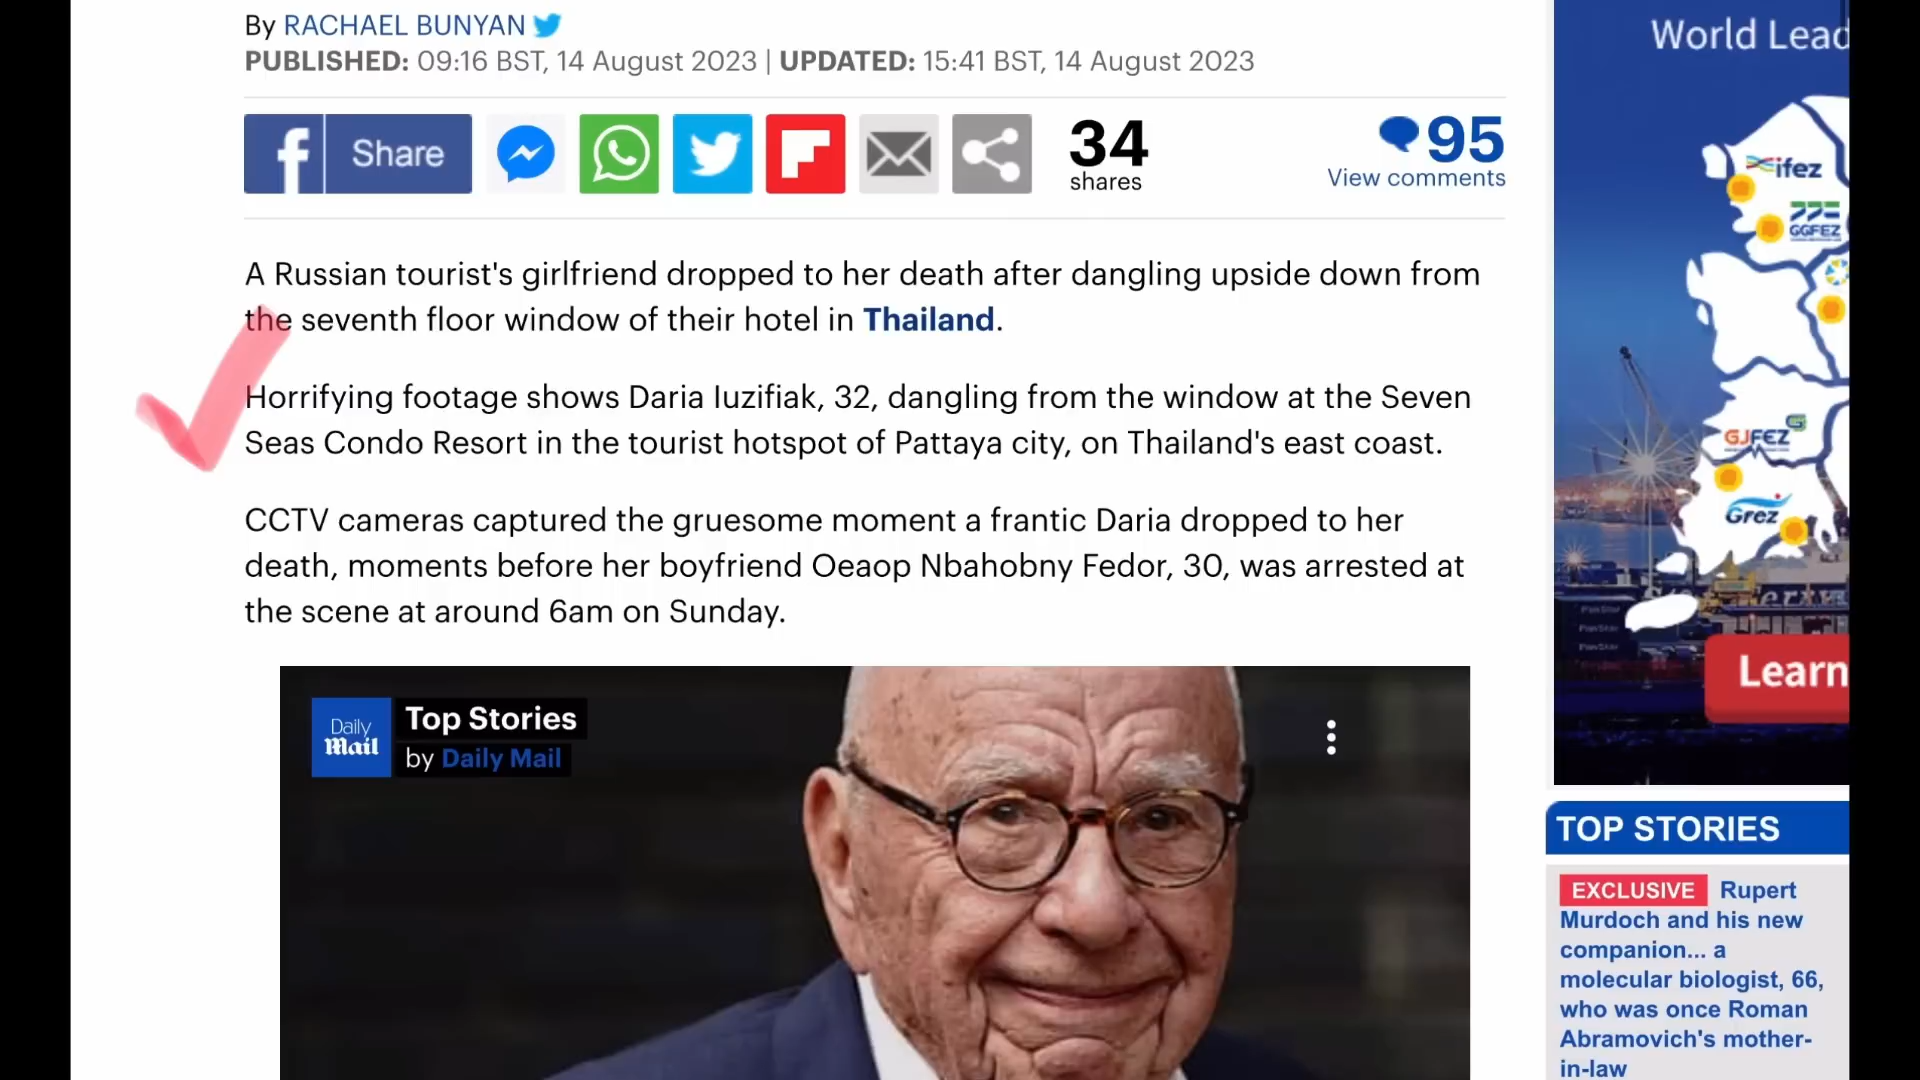 By RACHAEL BUNYAN
PUBLISHED: 09:16 BST, 14 August 2023 | UPDATED: 15:41 BST, 14 August 2023
Share
34
shares
95
View comments
A Russian tourist's girlfriend dropped to her death after dangling upside down from
the seventh floor window of their hotel in Thailand.
Horrifying footage shows Daria Iuzifiak, 32, dangling from the window at the Seven
Seas Condo Resort in the tourist hotspot of Pattaya city, on Thailand's east coast.
CCTV cameras captured the gruesome moment a frantic Daria dropped to her
death, moments before her boyfriend Oeaop Nbahobny Fedor, 30, was arrested at
the scene at around 6am on Sunday.
Daily
Mail
Top Stories
by Daily Mail
World Lead
ifez
GGFEZ
GJFEZ
Grez
Learn
TOP STORIES
EXCLUSIVE Rupert
Murdoch and his new
companion... a
molecular biologist, 66,
who was once Roman
Abramovich's mother-
in-law